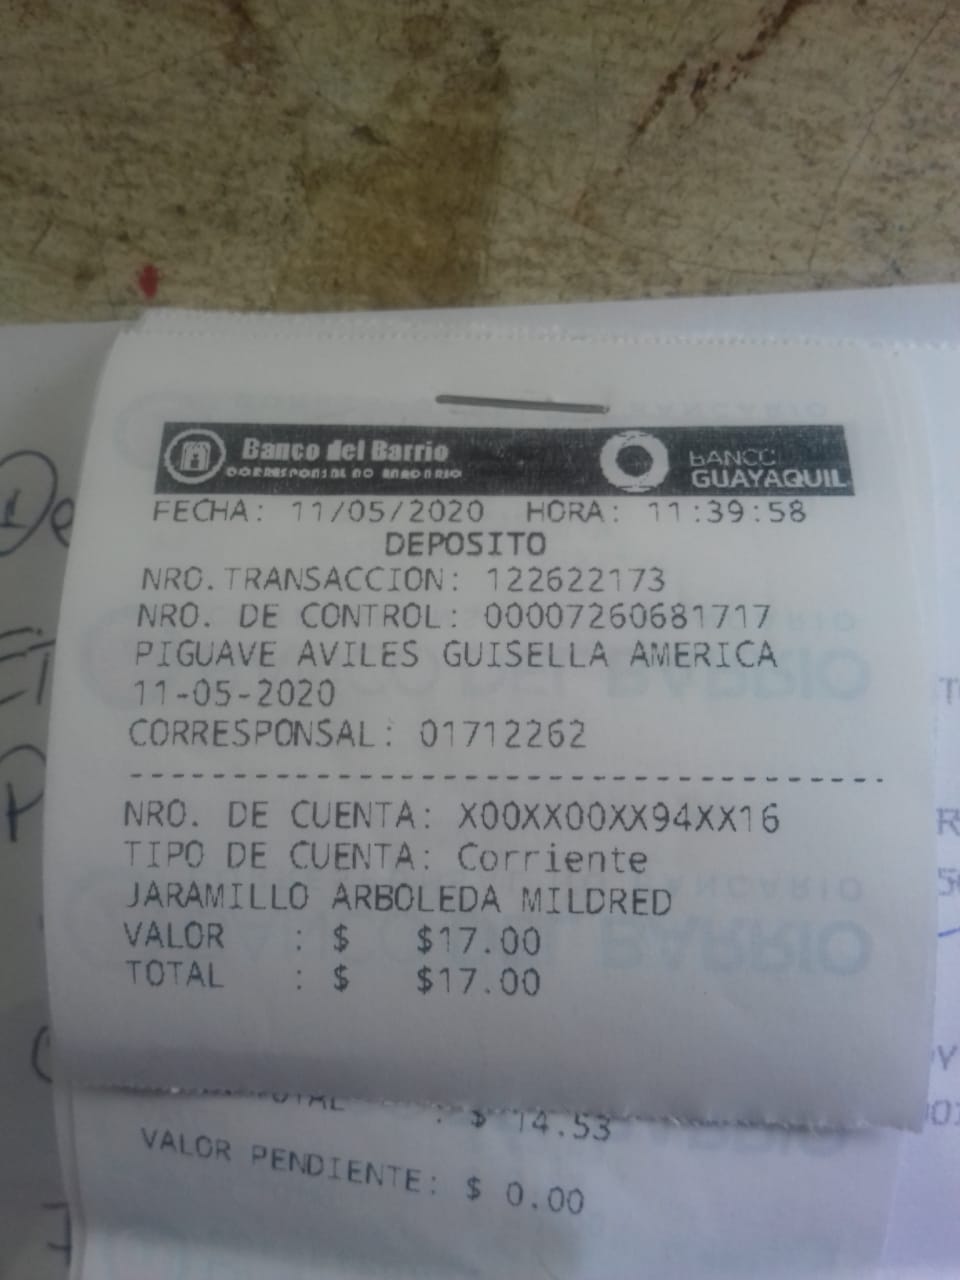 Banco del Barrio
CORRESPONSAL NO BANCARIO
BANCO
GUAYAQUIL
FECHA: 11/05/2020 HORA: 11:39:58
DEPOSITO
NRO.TRANSACCION: 122622173
NRO. DE CONTROL: 00007260681717
PIGUAVE AVILES GUISELLA AMERICA
11-05-2020
CORRESPONSAL: 01712262
NRO. DE CUENTA: X00XX00XX94XX16
TIPO DE CUENTA: Corriente
JARAMILLO ARBOLEDA MILDRED
VALOR : $ $17.00
TOTAL : $ $17.00
: $ 14.53
VALOR PENDIENTE: $ 0.00